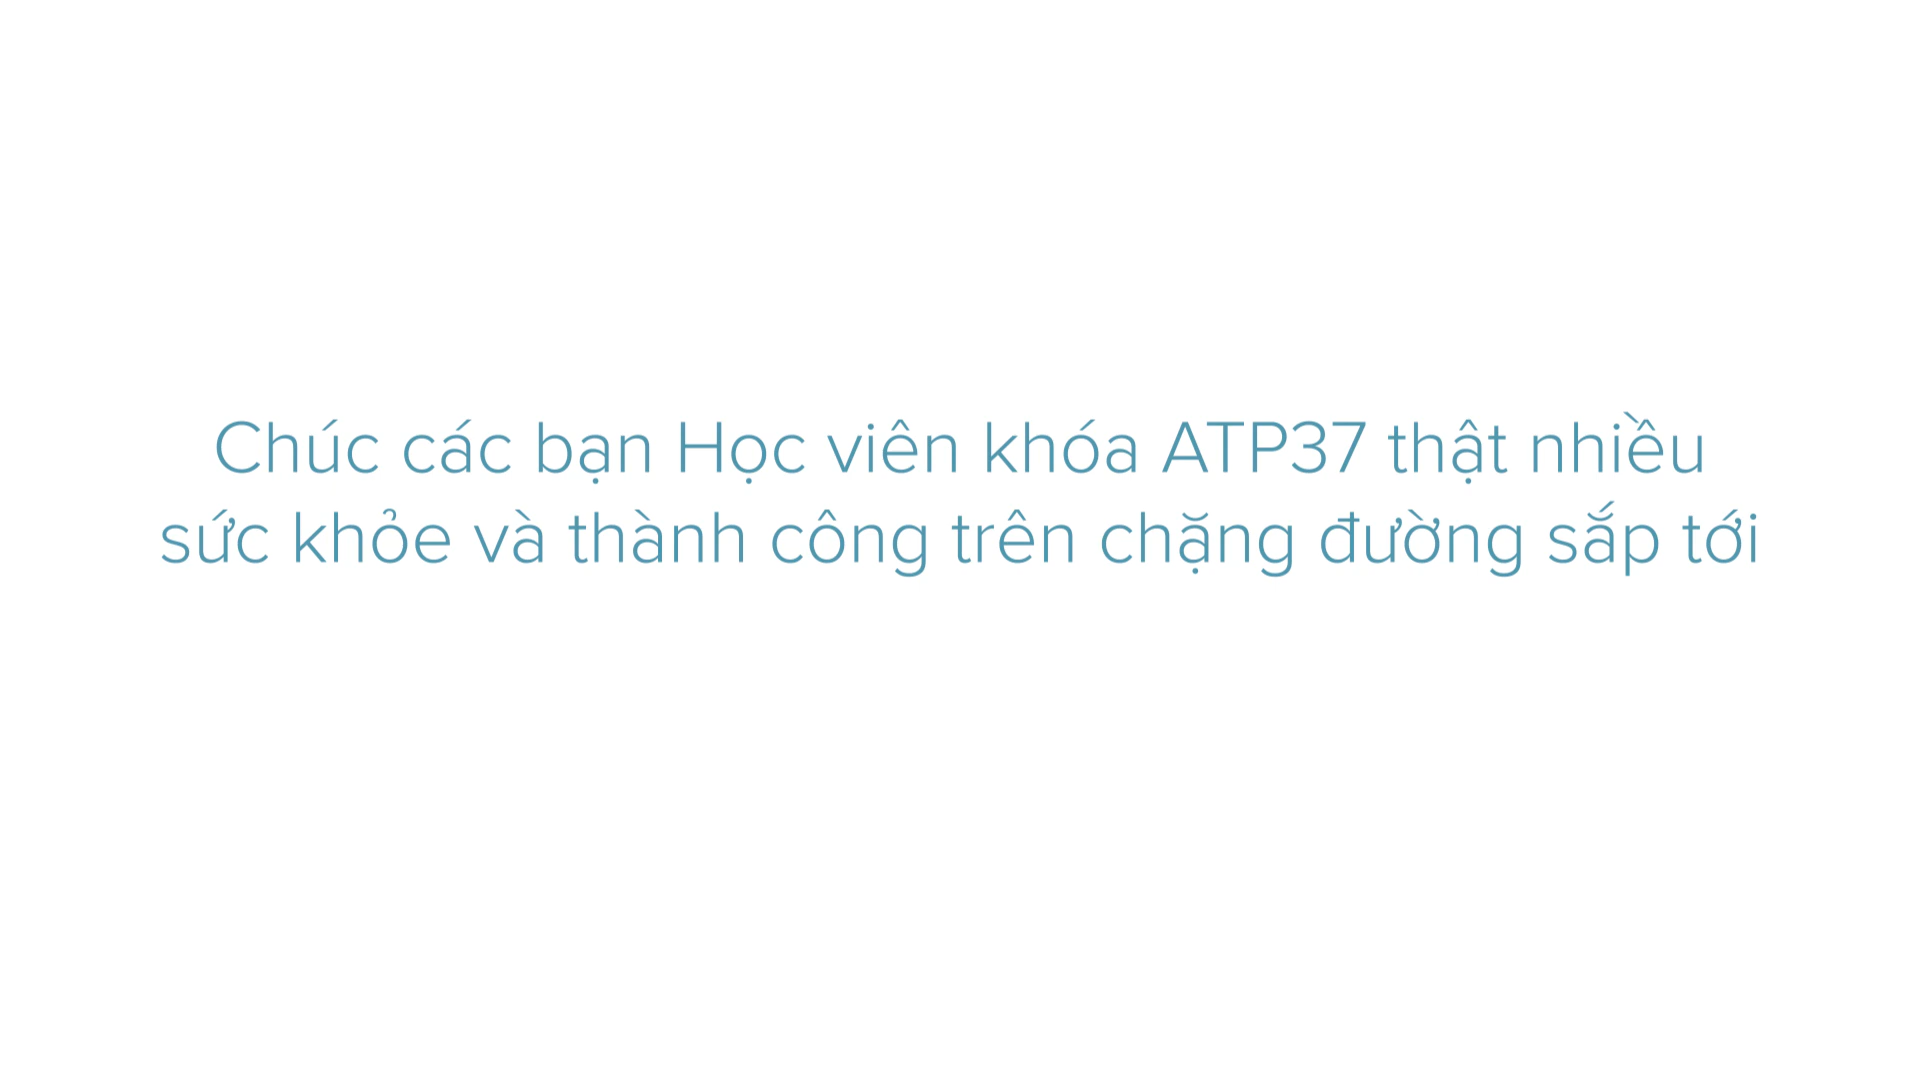 Chúc các bạn Học viên khóa ATP37 thật nhiều
sức khỏe và thành công trên chặng đường sắp tới